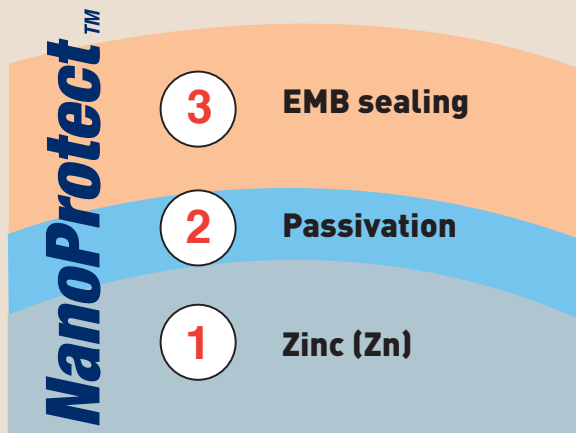 NanoProtect™
3 EMB sealing
2 Passivation
1 Zinc (Zn)